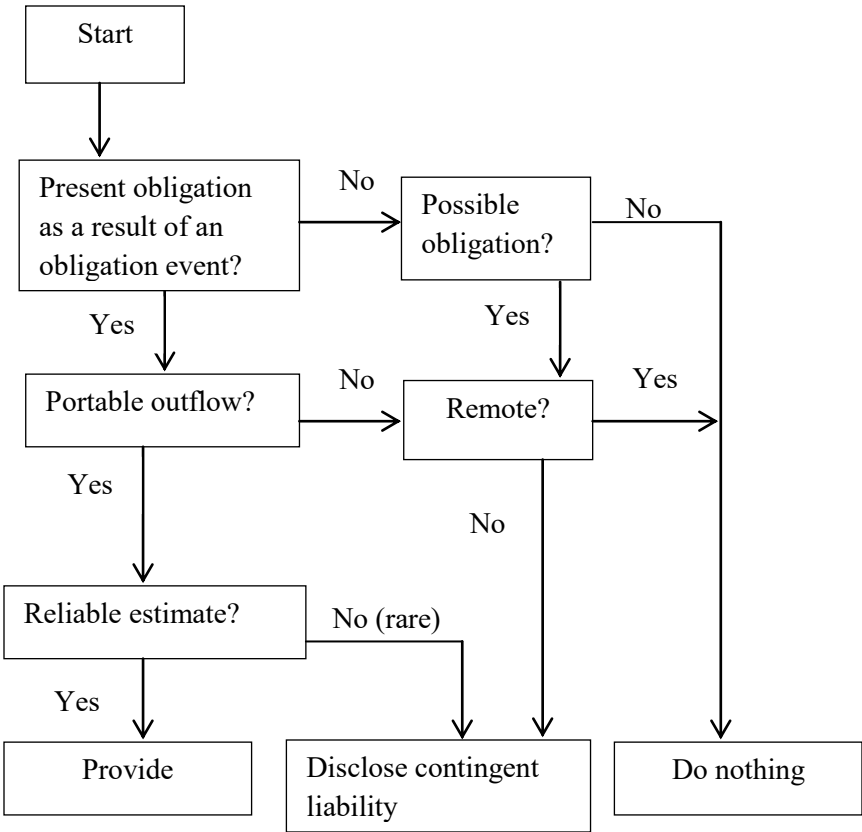 Start
Present obligation
as a result of an
obligation event?
No
Possible
obligation?
No
Yes
Yes
Portable outflow?
No
Remote?
Yes
Yes
No
Reliable estimate?
No (rare)
Yes
Provide
Disclose contingent
liability
Do nothing